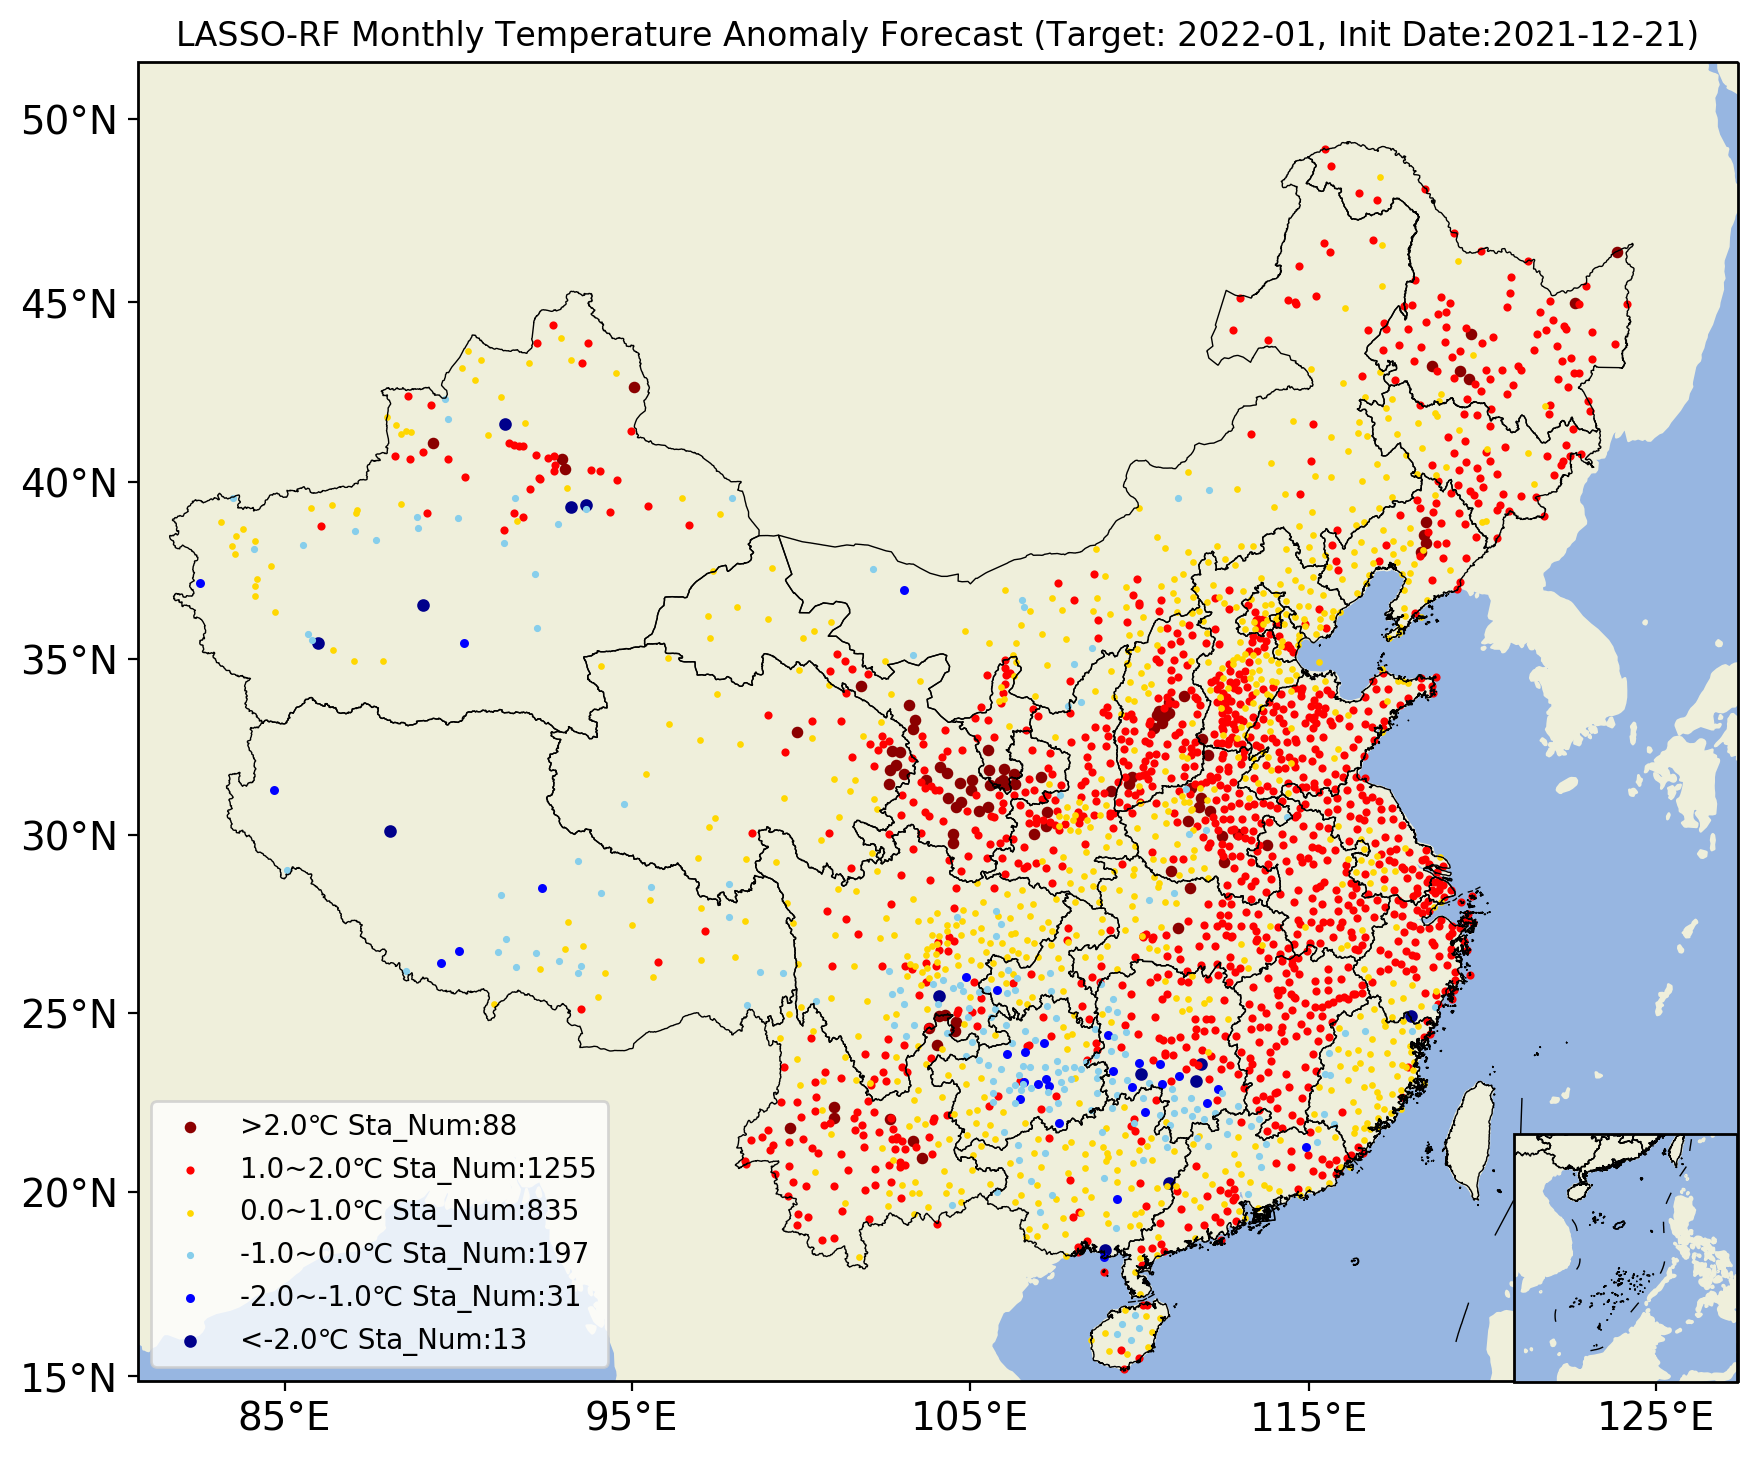 LASSO-RF Monthly Temperature Anomaly Forecast (Target: 2022-01, Init Date:2021-12-21)
50°N
45°N
40°N
35°N
30°N
25°N
20°N
15°N
>2.0℃ Sta_Num:88
1.0~2.0℃ Sta_Num:1255
0.0~1.0℃ Sta_Num:835
-1.0~0.0℃ Sta_Num:197
-2.0~-1.0℃ Sta_Num:31
<-2.0℃ Sta_Num:13
85°E
95°E
105°E
115°E
125°E